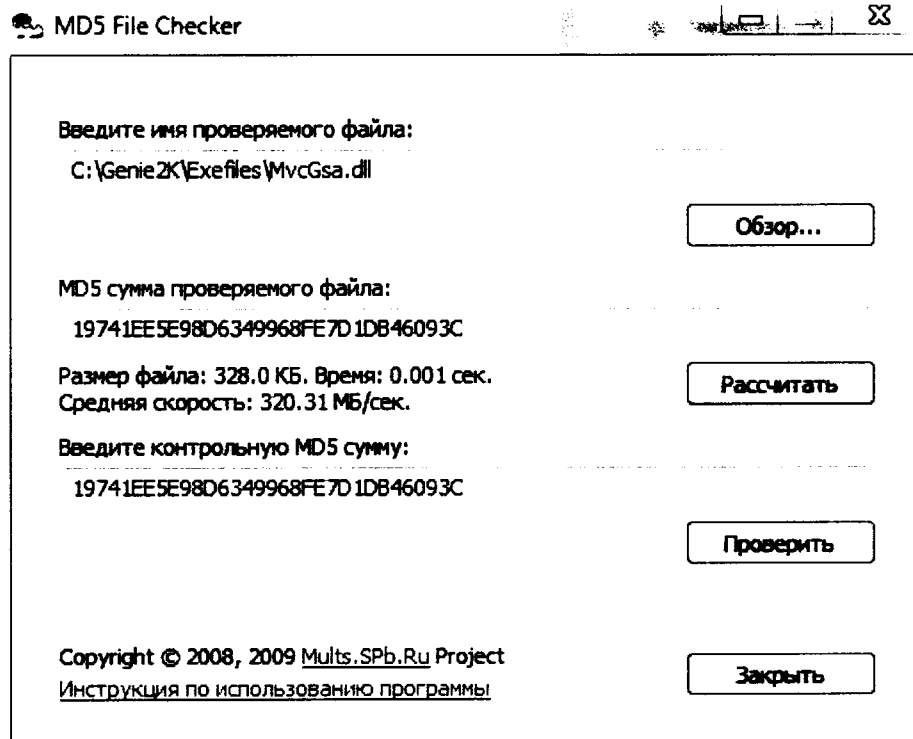 MD5 File Checker
Введите имя проверяемого файла:
C:\Genie2K\Exefiles\MvcGsa.dll
Обзор...
MD5 сумма проверяемого файла:
19741EE5E98D6349968FE7D1DB46093C
Размер файла: 328.0 КБ. Время: 0.001 сек.
Средняя скорость: 320.31 МБ/сек.
Рассчитать
Введите контрольную MD5 сумму:
19741EE5E98D6349968FE7D1DB46093C
Проверить
Copyright © 2008, 2009 Mults.SPb.Ru Project
Инструкция по использованию программы
Закрыть